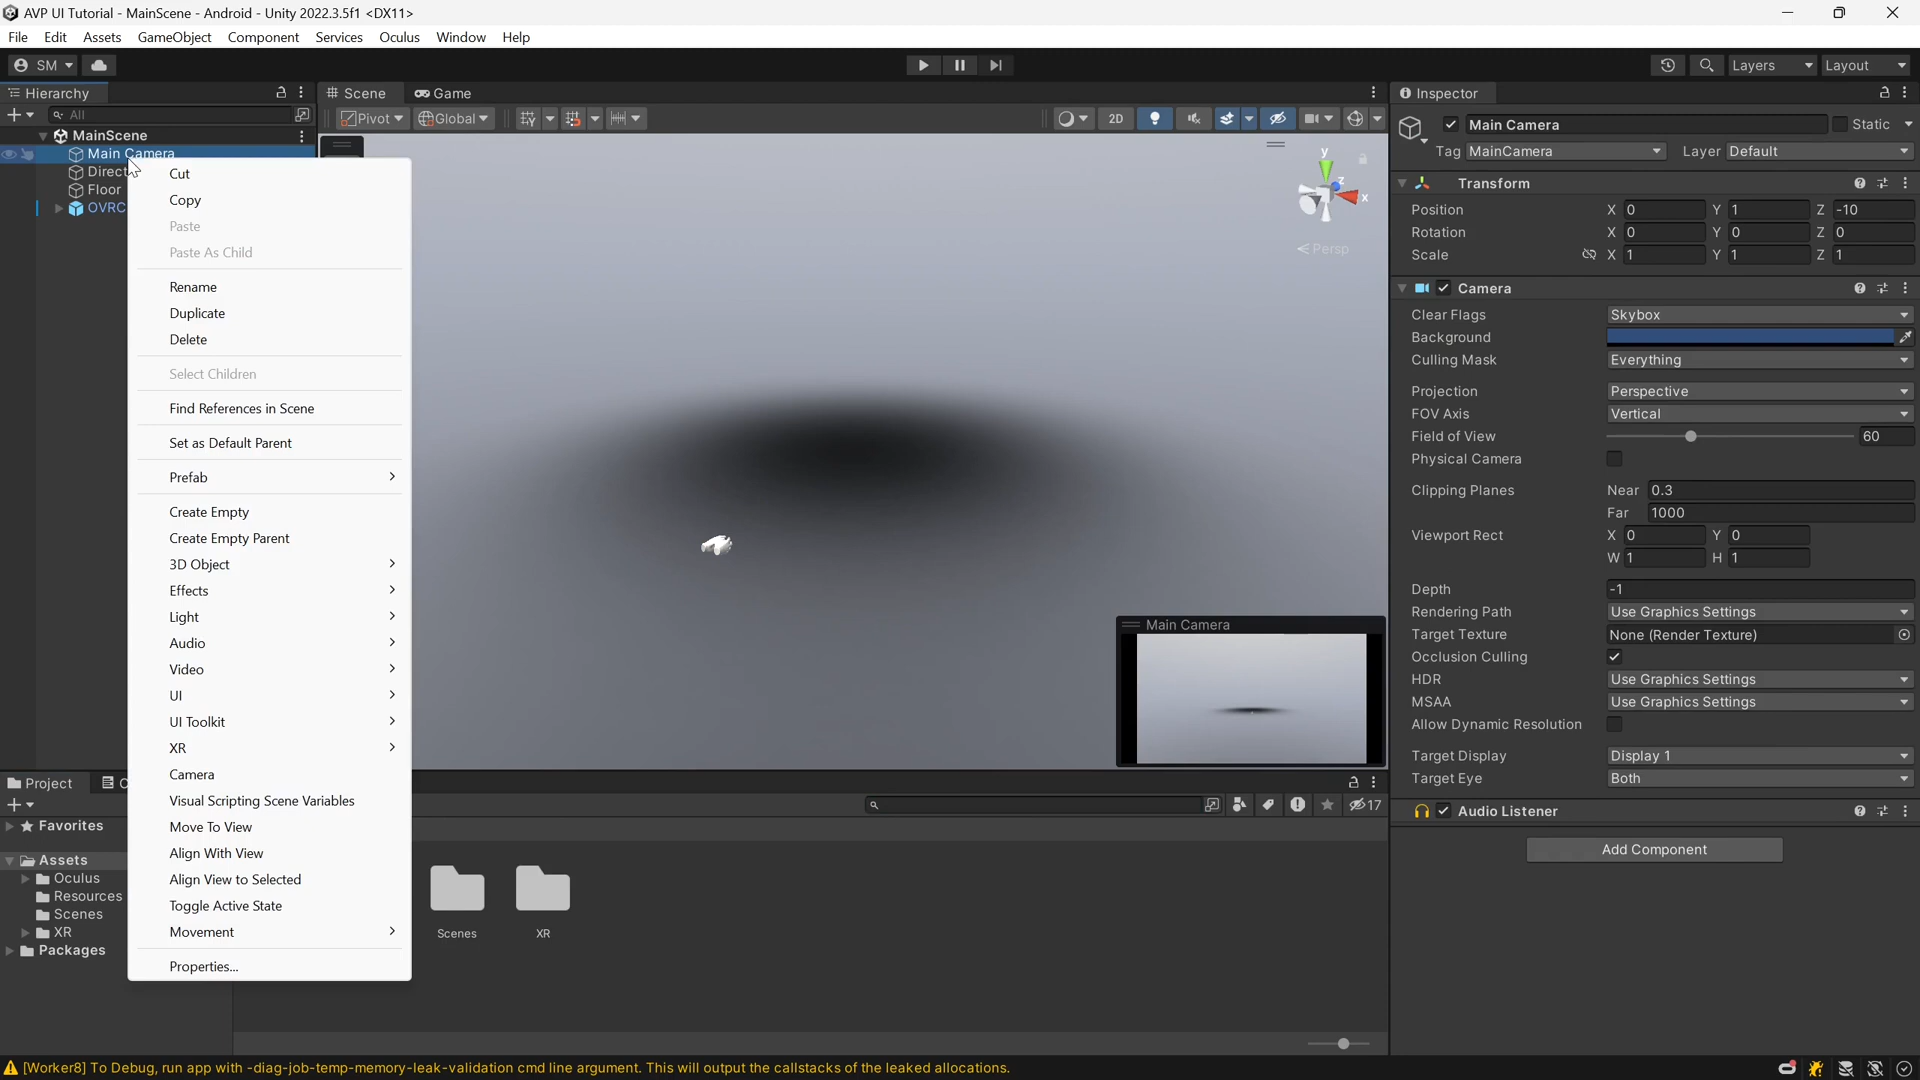 AVP UI Tutorial - MainScene - Android - Unity 2022.3.5f1 <DX11>
File Edit Assets GameObject Component Services Oculus Window Help
SM Layers Layout
Hierarchy
All
MainScene
Main Camera
Direct
Floor
OVRC
Cut
Copy
Paste
Paste As Child
Rename
Duplicate
Delete
Select Children
Find References in Scene
Set as Default Parent
Prefab
Create Empty
Create Empty Parent
3D Object
Effects
Light
Audio
Video
UI
UI Toolkit
XR
Camera
Visual Scripting Scene Variables
Move To View
Align With View
Align View to Selected
Toggle Active State
Movement
Properties...
Scene Game
Pivot Global 2D
y
z
x
Persp
Main Camera
Inspector
Main Camera Static
Tag MainCamera Layer Default
Transform
Position X 0 Y 1 Z -10
Rotation X 0 Y 0 Z 0
Scale X 1 Y 1 Z 1
Camera
Clear Flags Skybox
Background
Culling Mask Everything
Projection Perspective
FOV Axis Vertical
Field of View 60
Physical Camera
Clipping Planes Near 0.3
Far 1000
Viewport Rect X 0 Y 0
W 1 H 1
Depth -1
Rendering Path Use Graphics Settings
Target Texture None (Render Texture)
Occlusion Culling
HDR Use Graphics Settings
MSAA Use Graphics Settings
Allow Dynamic Resolution
Target Display Display 1
Target Eye Both
Audio Listener
Add Component
Project C
17
Favorites
Assets
Oculus
Resources
Scenes
XR
Packages
Scenes XR
[Worker8] To Debug, run app with -diag-job-temp-memory-leak-validation cmd line argument. This will output the callstacks of the leaked allocations.